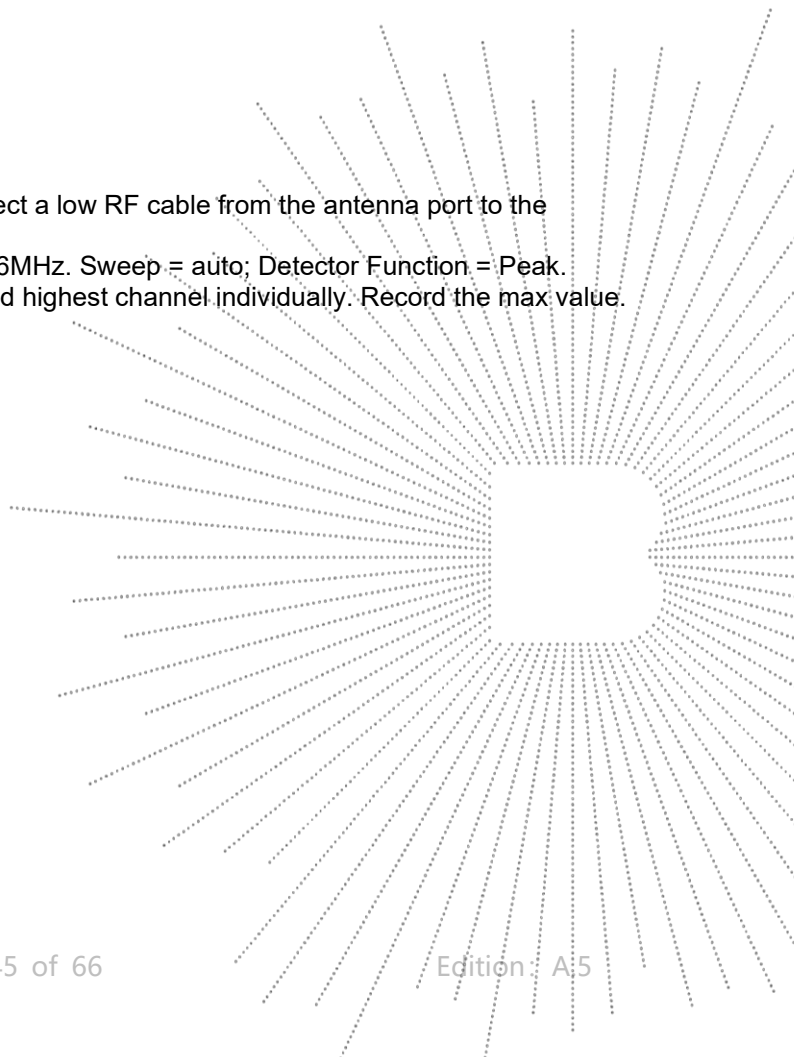 ect a low RF cable from the antenna port to the
6MHz. Sweep = auto; Detector Function = Peak.
d highest channel individually. Record the max value.
5 of 66 Edition: A.5